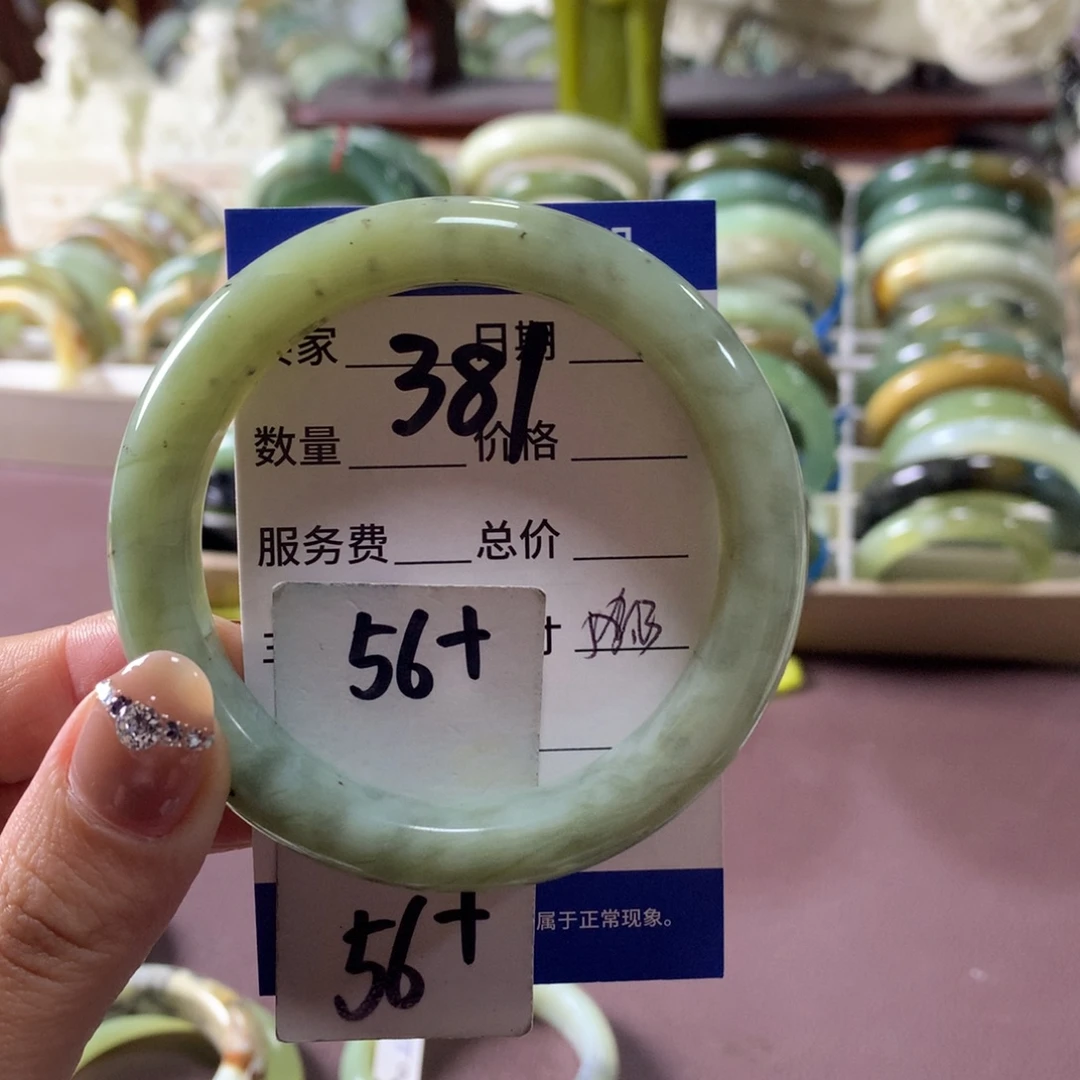 家 日期
381
数量 价格
服务费 总价
56+
寸
56+
属于正常现象。